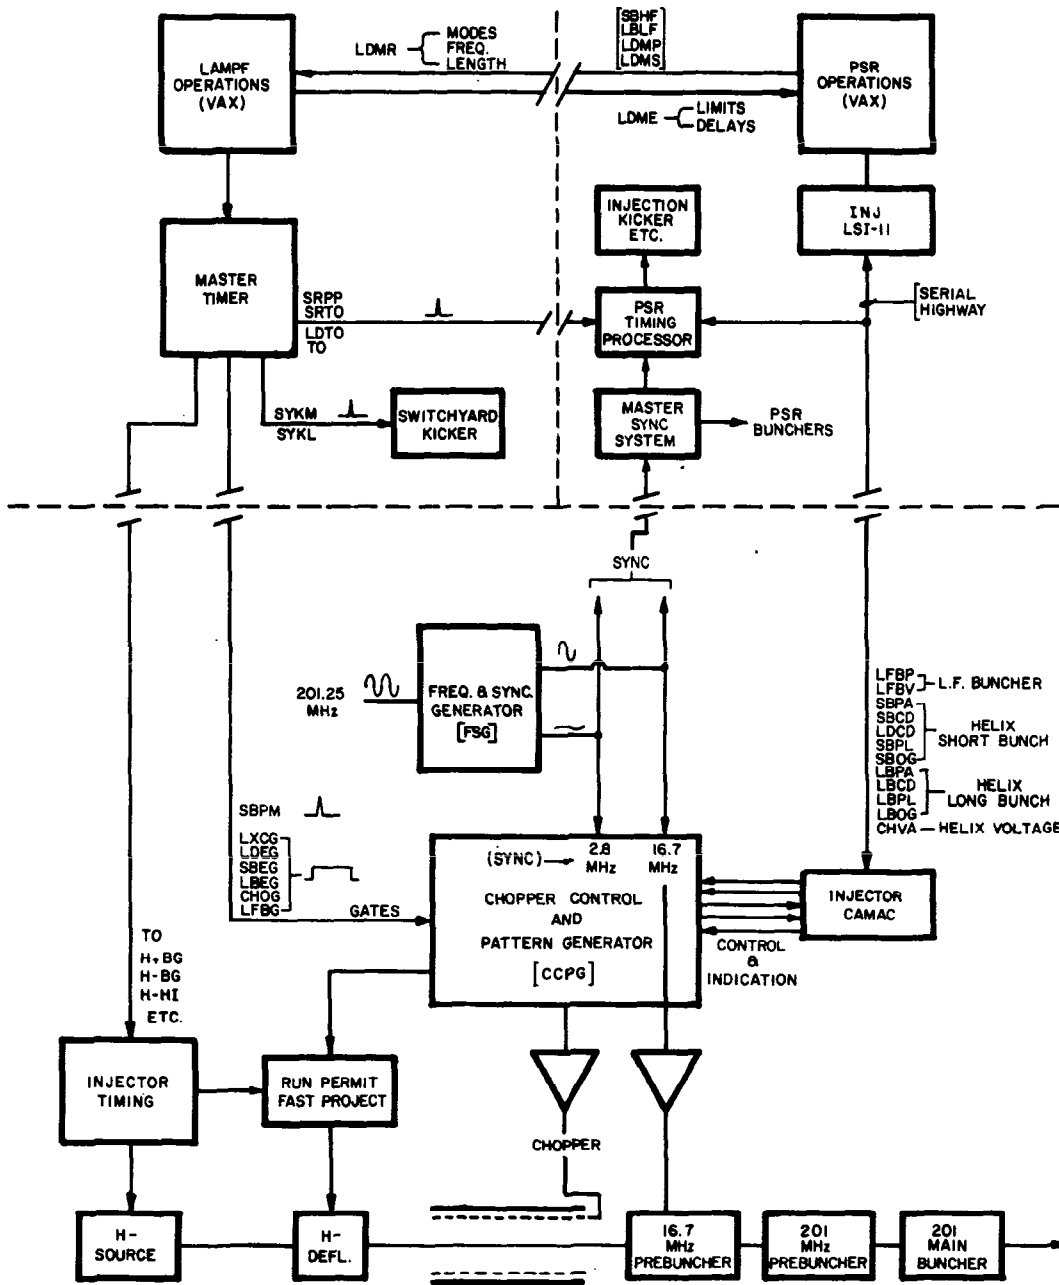 LAMPF
OPERATIONS
(VAX)
LDMR
MODES
FREQ.
LENGTH
SBHF
LBLF
LDMP
LDMS
LDME
LIMITS
DELAYS
PSR
OPERATIONS
(VAX)
MASTER
TIMER
INJECTION
KICKER
ETC.
INJ
LSI-II
SERIAL
HIGHWAY
SRPP
SRTO
LDTO
TO
PSR
TIMING
PROCESSOR
SYKM
SYKL
SWITCHYARD
KICKER
MASTER
SYNC
SYSTEM
PSR
BUNCHERS
SYNC
201.25
MHz
FREQ. & SYNC.
GENERATOR
[FSG]
LFBP
LFBV
L.F. BUNCHER
SBPA
SBCD
LDCD
SBPL
SBOG
HELIX
SHORT BUNCH
LBPA
LBCD
LBPL
LBOG
HELIX
LONG BUNCH
CHVA — HELIX VOLTAGE
SBPM
LXCG
LDEG
SBEG
LBEG
CHOG
LFBG
GATES
(SYNC)
2.8
MHz
16.7
MHz
CHOPPER CONTROL
AND
PATTERN GENERATOR
[CCPG]
INJECTOR
CAMAC
CONTROL
&
INDICATION
TO
H+BG
H-BG
H-HI
ETC.
INJECTOR
TIMING
RUN PERMIT
FAST PROJECT
CHOPPER
H-
SOURCE
H-
DEFL.
16.7
MHz
PREBUNCHER
201
MHz
PREBUNCHER
201
MAIN
BUNCHER